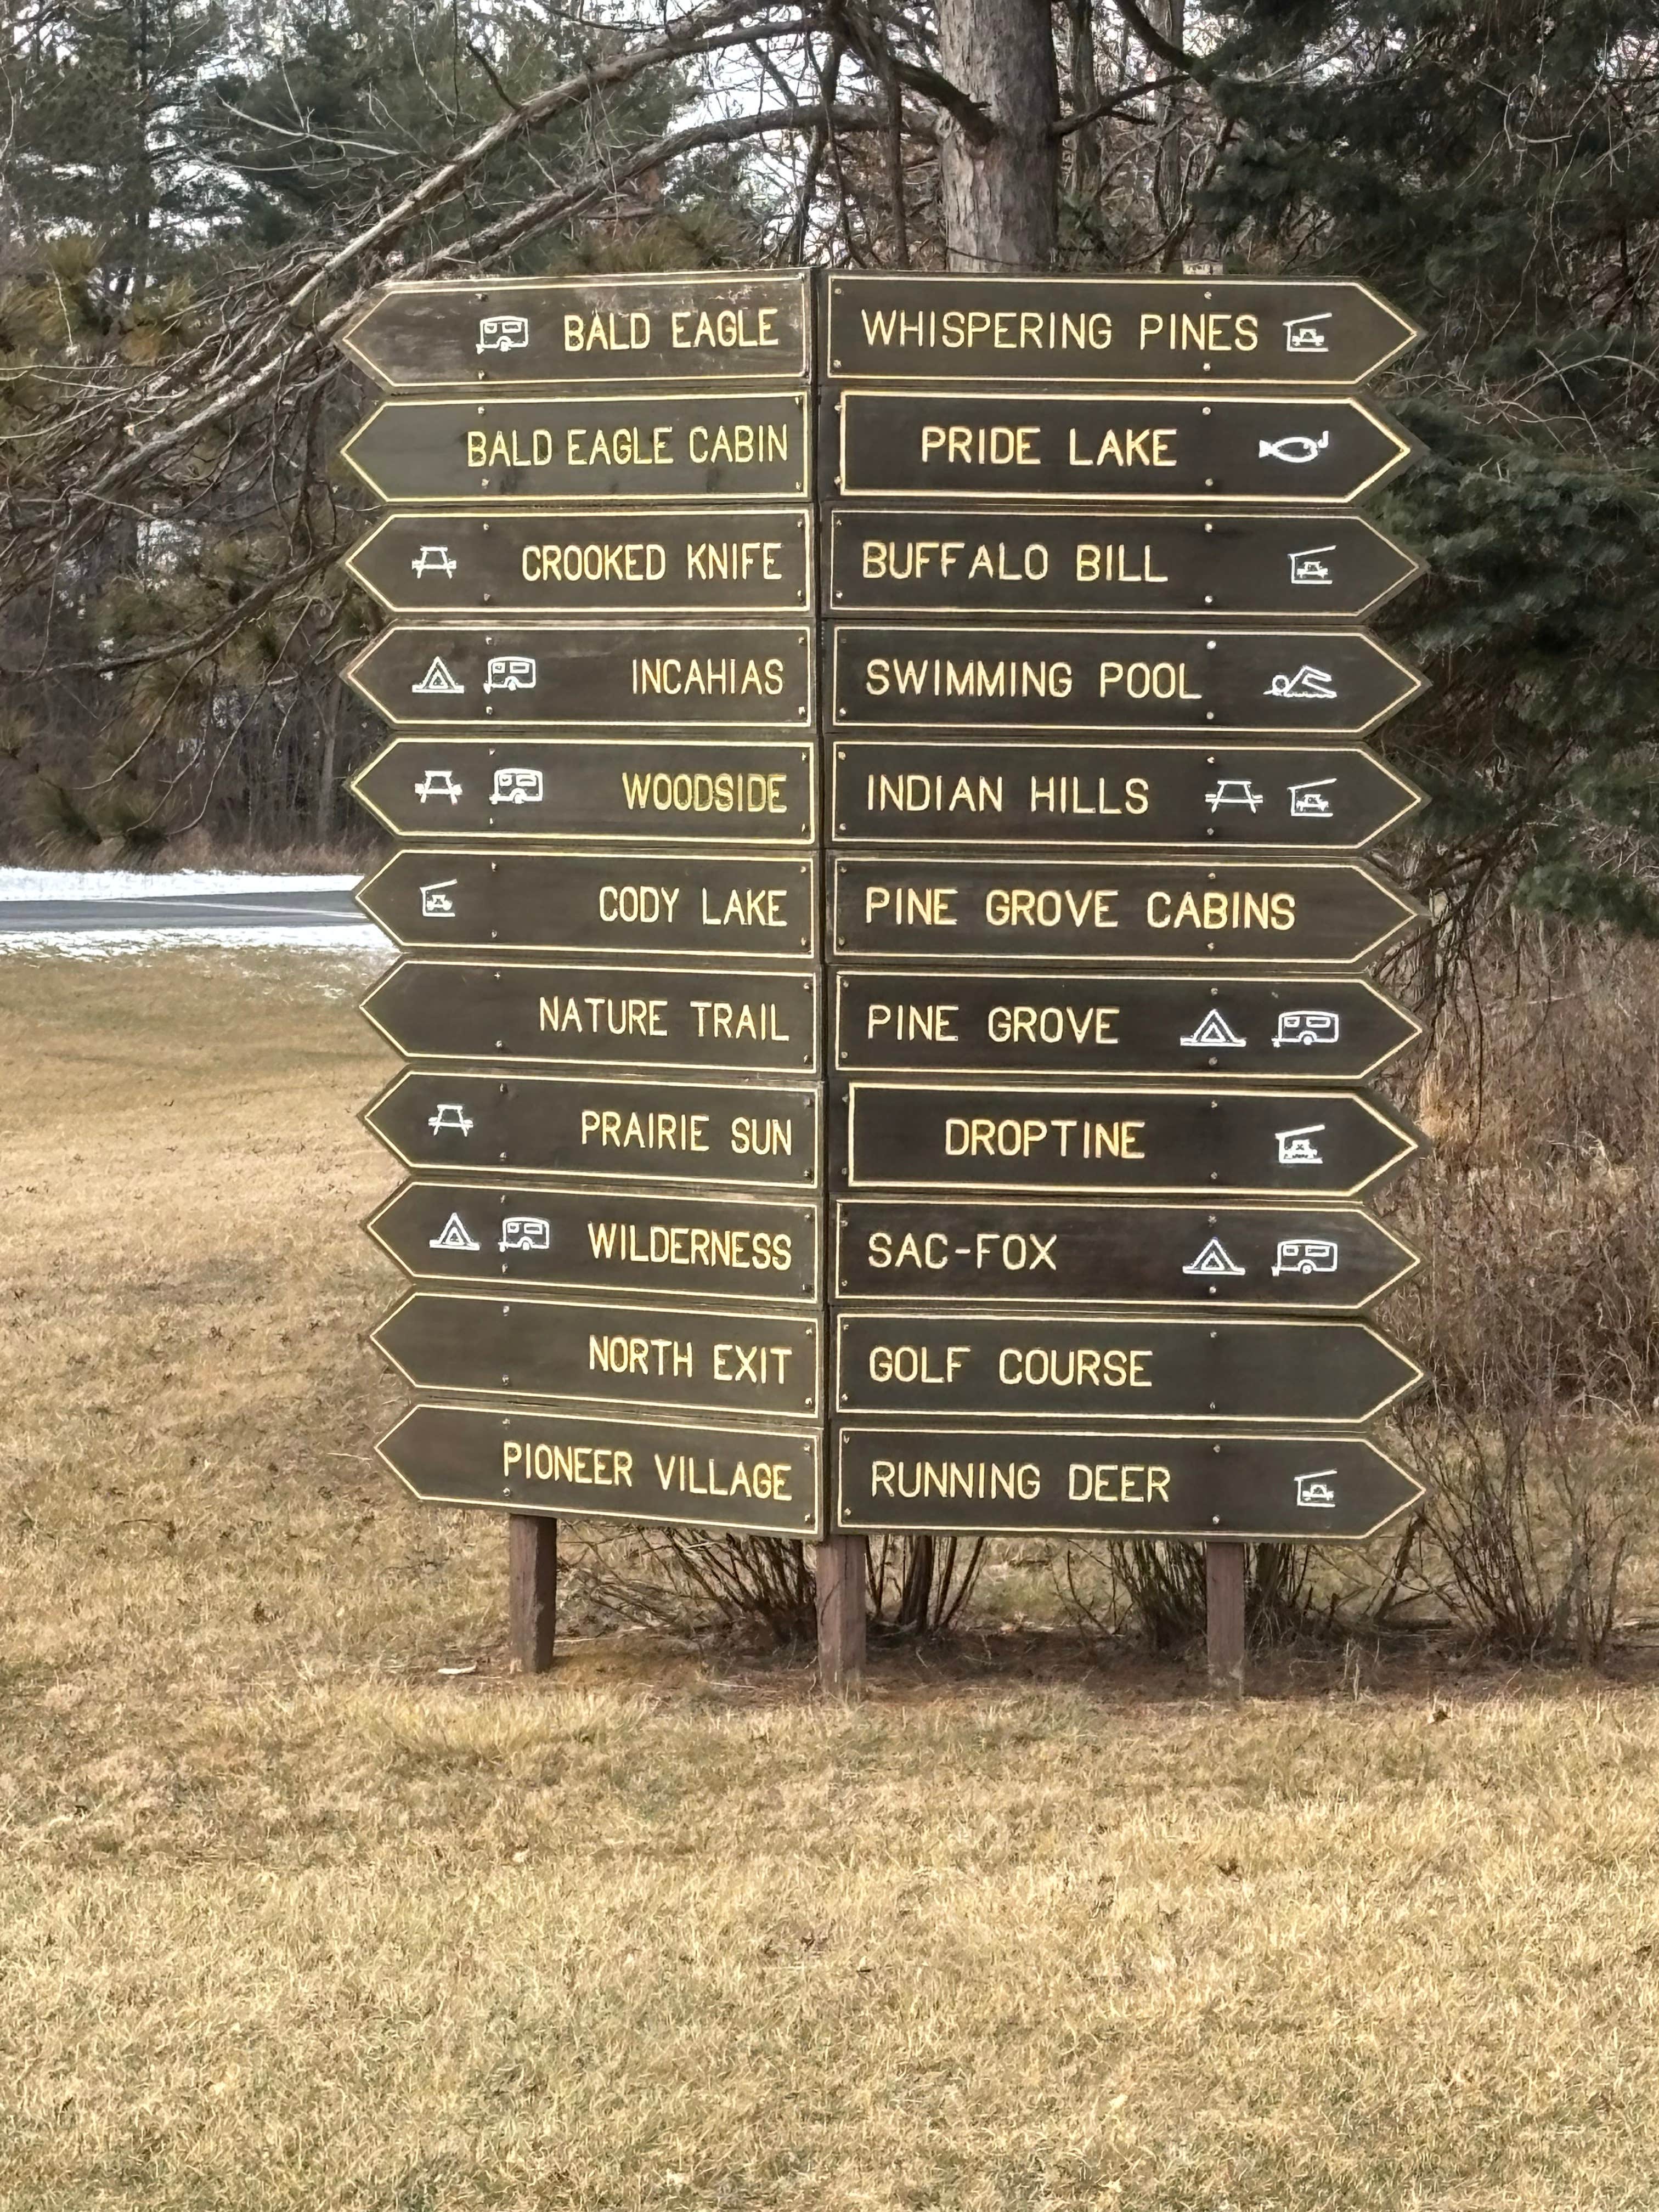 BALD EAGLE
BALD EAGLE CABIN
CROOKED KNIFE
INCAHIAS
WOODSIDE
CODY LAKE
NATURE TRAIL
PRAIRIE SUN
WILDERNESS
NORTH EXIT
PIONEER VILLAGE
WHISPERING PINES
PRIDE LAKE
BUFFALO BILL
SWIMMING POOL
INDIAN HILLS
PINE GROVE CABINS
PINE GROVE
DROPTINE
SAC-FOX
GOLF COURSE
RUNNING DEER